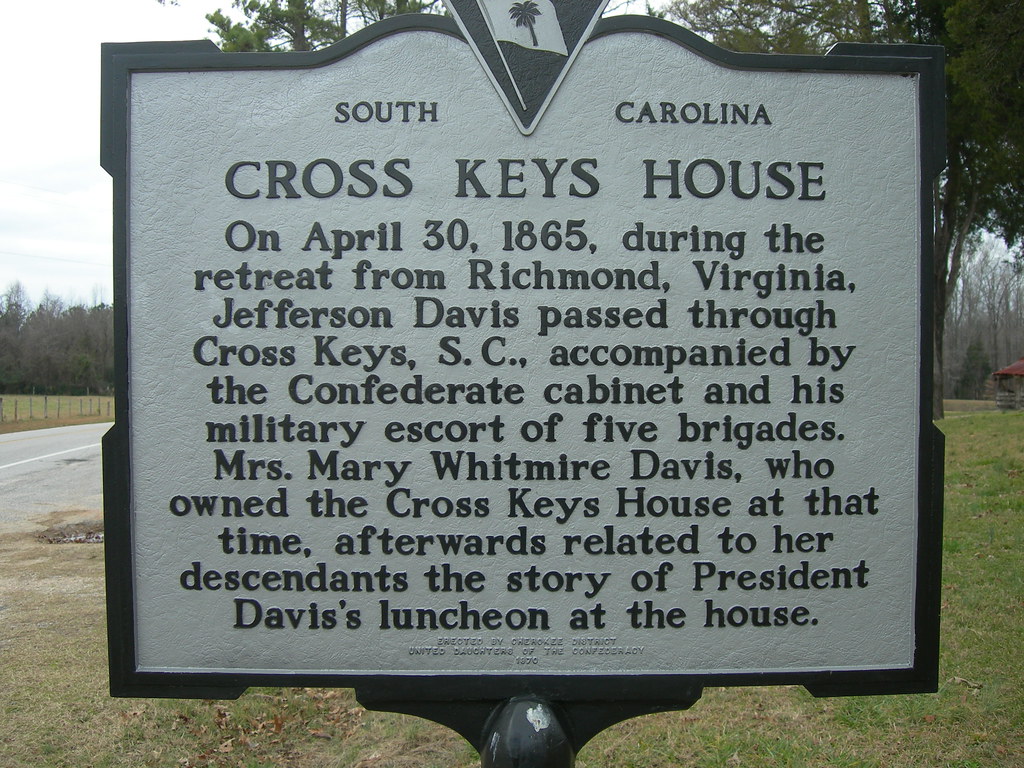 SOUTH CAROLINA
CROSS KEYS HOUSE
On April 30, 1865, during the
retreat from Richmond, Virginia,
Jefferson Davis passed through
Cross Keys, S.C., accompanied by
the Confederate cabinet and his
military escort of five brigades.
Mrs. Mary Whitmire Davis, who
owned the Cross Keys House at that
time, afterwards related to her
descendants the story of President
Davis's luncheon at the house.
ERECTED BY CHEROKEE DISTRICT
UNITED DAUGHTERS OF THE CONFEDERACY
1970